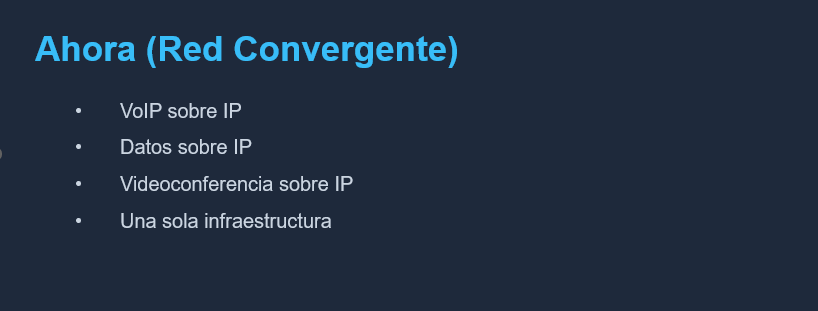 Ahora (Red Convergente)
• VoIP sobre IP
• Datos sobre IP
• Videoconferencia sobre IP
• Una sola infraestructura